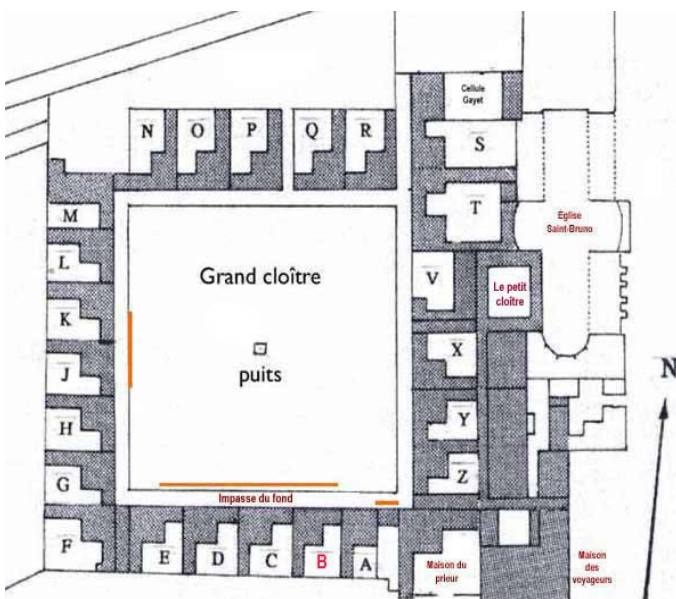 Cellule
Gayet
N
O
P
Q
R
S
T
Église
Saint-Bruno
M
L
K
J
H
G
F
Grand cloître
puits
V
Le petit
cloître
X
Y
Z
N
Impasse du fond
E
D
C
B
A
Maison du
prieur
Maison
des
voyageurs